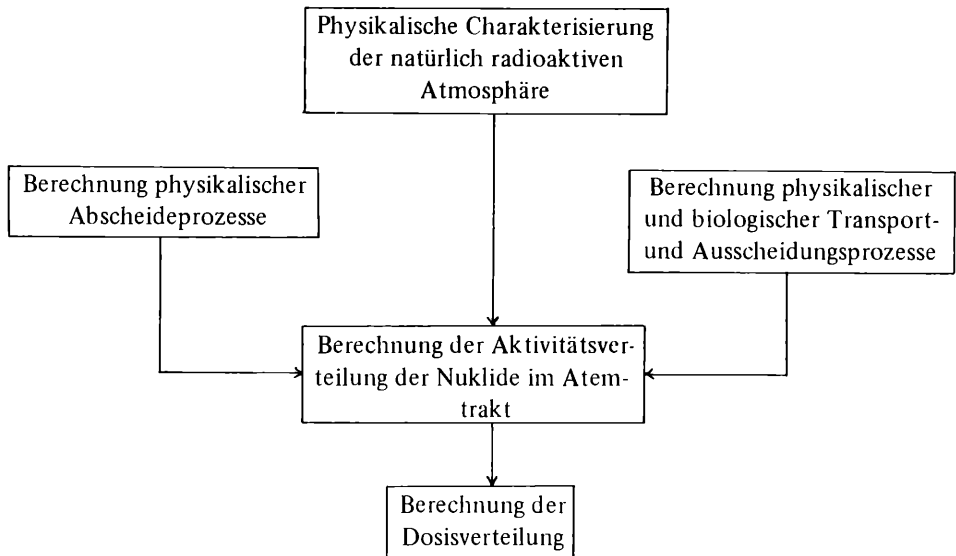 Physikalische Charakterisierung
der natürlich radioaktiven
Atmosphäre
Berechnung physikalischer
Abscheideprozesse
Berechnung physikalischer
und biologischer Transport-
und Ausscheidungsprozesse
Berechnung der Aktivitätsver-
teilung der Nuklide im Atem-
trakt
Berechnung der
Dosisverteilung